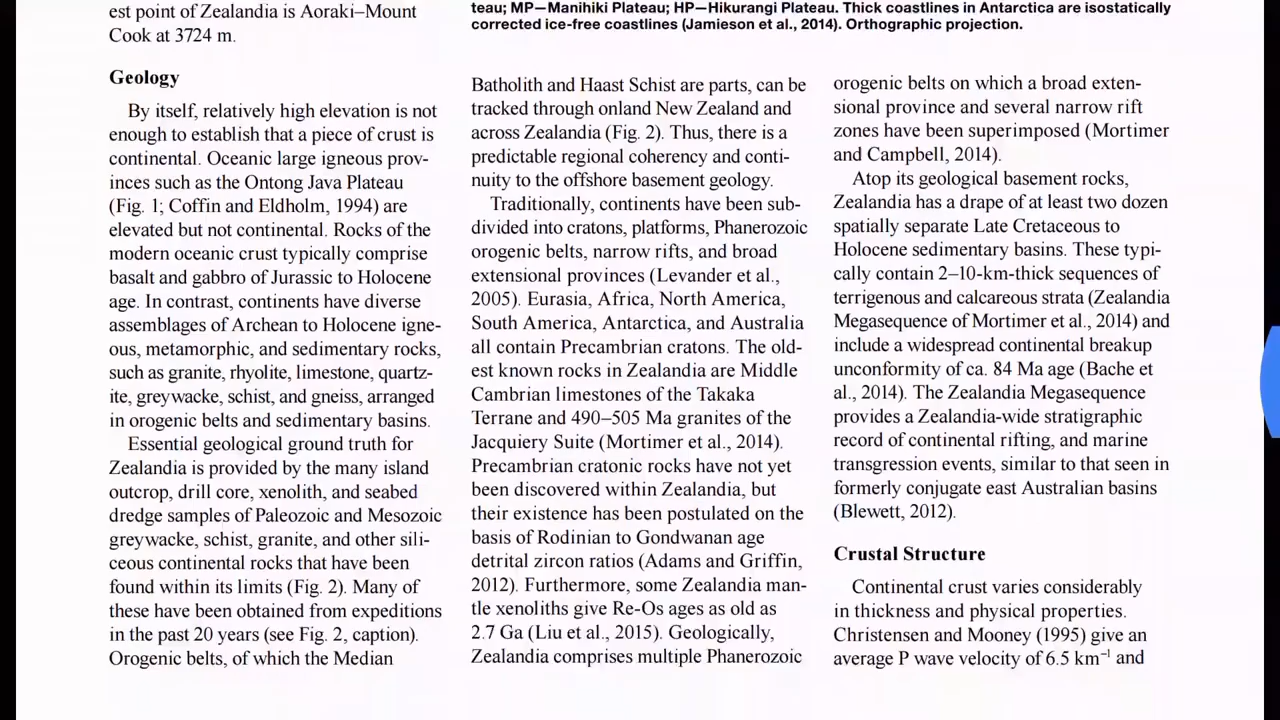 est point of Zealandia is Aoraki–Mount
Cook at 3724 m.
teau; MP—Manihiki Plateau; HP—Hikurangi Plateau. Thick coastlines in Antarctica are isostatically
corrected ice-free coastlines (Jamieson et al., 2014). Orthographic projection.
Geology
By itself, relatively high elevation is not
enough to establish that a piece of crust is
continental. Oceanic large igneous prov-
inces such as the Ontong Java Plateau
(Fig. 1; Coffin and Eldholm, 1994) are
elevated but not continental. Rocks of the
modern oceanic crust typically comprise
basalt and gabbro of Jurassic to Holocene
age. In contrast, continents have diverse
assemblages of Archean to Holocene igne-
ous, metamorphic, and sedimentary rocks,
such as granite, rhyolite, limestone, quartz-
ite, greywacke, schist, and gneiss, arranged
in orogenic belts and sedimentary basins.
Essential geological ground truth for
Zealandia is provided by the many island
outcrop, drill core, xenolith, and seabed
dredge samples of Paleozoic and Mesozoic
greywacke, schist, granite, and other sili-
ceous continental rocks that have been
found within its limits (Fig. 2). Many of
these have been obtained from expeditions
in the past 20 years (see Fig. 2, caption).
Orogenic belts, of which the Median
Batholith and Haast Schist are parts, can be
tracked through onland New Zealand and
across Zealandia (Fig. 2). Thus, there is a
predictable regional coherency and conti-
nuity to the offshore basement geology.
Traditionally, continents have been sub-
divided into cratons, platforms, Phanerozoic
orogenic belts, narrow rifts, and broad
extensional provinces (Levander et al.,
2005). Eurasia, Africa, North America,
South America, Antarctica, and Australia
all contain Precambrian cratons. The old-
est known rocks in Zealandia are Middle
Cambrian limestones of the Takaka
Terrane and 490–505 Ma granites of the
Jacquiery Suite (Mortimer et al., 2014).
Precambrian cratonic rocks have not yet
been discovered within Zealandia, but
their existence has been postulated on the
basis of Rodinian to Gondwanan age
detrital zircon ratios (Adams and Griffin,
2012). Furthermore, some Zealandia man-
tle xenoliths give Re-Os ages as old as
2.7 Ga (Liu et al., 2015). Geologically,
Zealandia comprises multiple Phanerozoic
orogenic belts on which a broad exten-
sional province and several narrow rift
zones have been superimposed (Mortimer
and Campbell, 2014).
Atop its geological basement rocks,
Zealandia has a drape of at least two dozen
spatially separate Late Cretaceous to
Holocene sedimentary basins. These typi-
cally contain 2–10-km-thick sequences of
terrigenous and calcareous strata (Zealandia
Megasequence of Mortimer et al., 2014) and
include a widespread continental breakup
unconformity of ca. 84 Ma age (Bache et
al., 2014). The Zealandia Megasequence
provides a Zealandia-wide stratigraphic
record of continental rifting, and marine
transgression events, similar to that seen in
formerly conjugate east Australian basins
(Blewett, 2012).
Crustal Structure
Continental crust varies considerably
in thickness and physical properties.
Christensen and Mooney (1995) give an
average P wave velocity of 6.5 km⁻¹ and